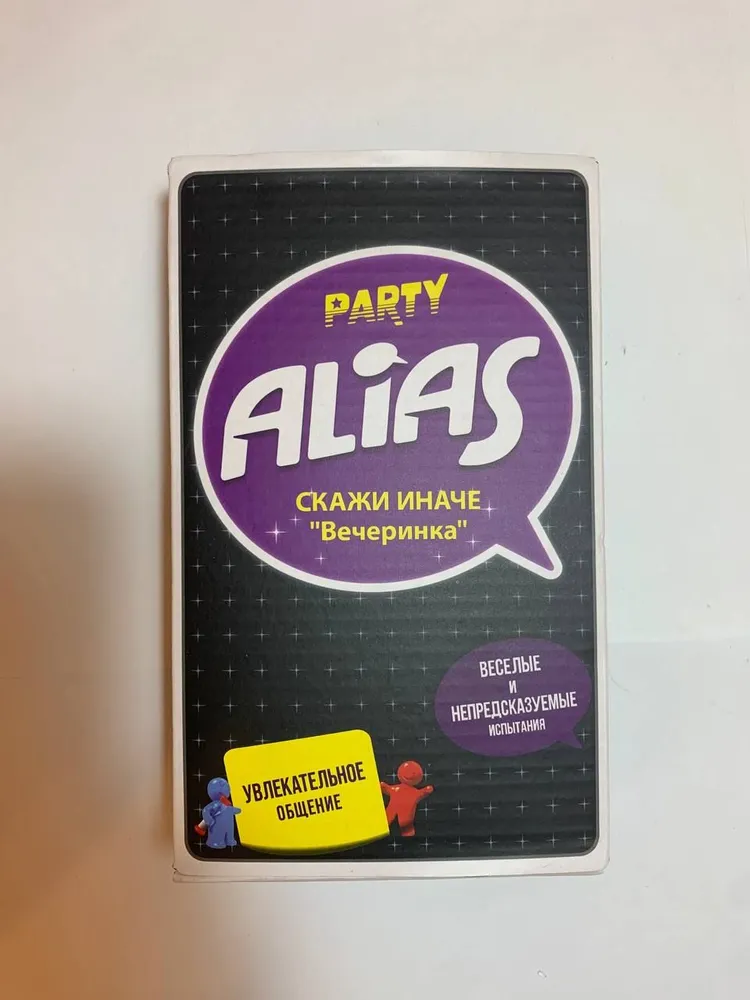 PARTY
ALiAS
СКАЖИ ИНАЧЕ
"Вечеринка"
ВЕСЕЛЫЕ
И
НЕПРЕДСКАЗУЕМЫЕ
ИСПЫТАНИЯ
УВЛЕКАТЕЛЬНОЕ
ОБЩЕНИЕ